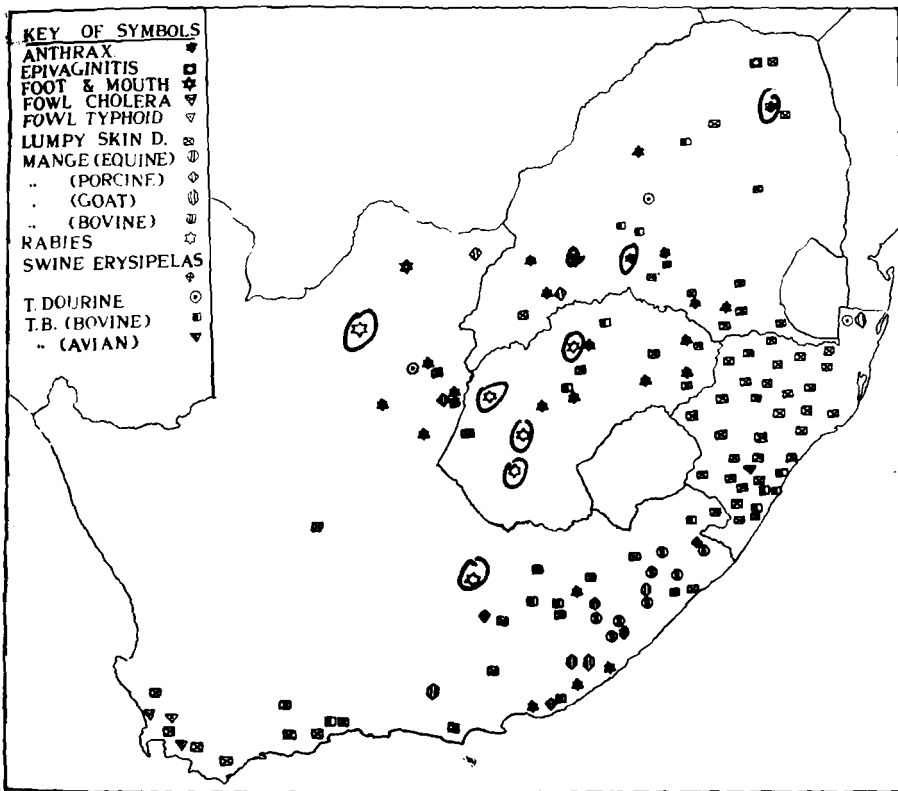 KEY OF SYMBOLS
ANTHRAX.
EPIVAGINITIS
FOOT & MOUTH
FOWL CHOLERA
FOWL TYPHOID
LUMPY SKIN D.
MANGE (EQUINE)
.. (PORCINE)
. (GOAT)
.. (BOVINE)
RABIES
SWINE ERYSIPELAS
T. DOURINE
T.B. (BOVINE)
" (AVIAN)